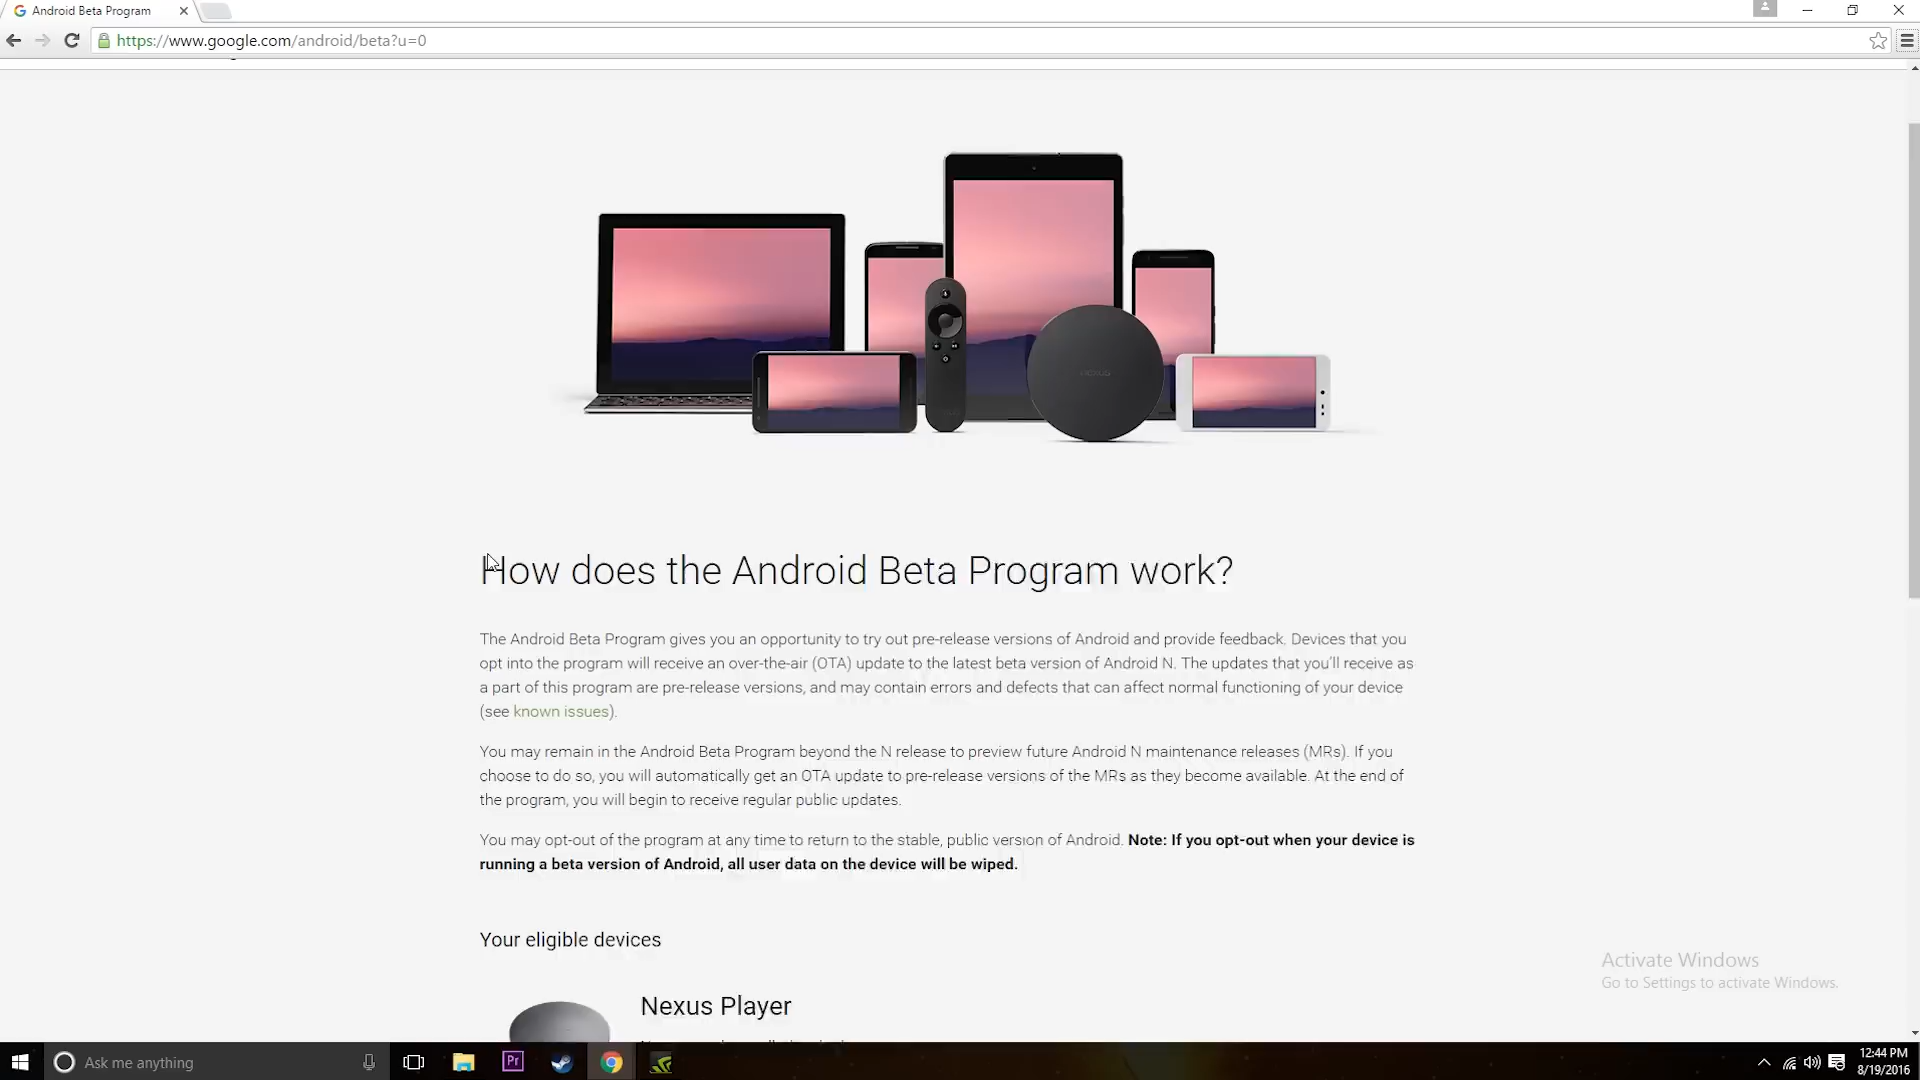 Android Beta Program
https://www.google.com/android/beta?u=0
nexus
How does the Android Beta Program work?
The Android Beta Program gives you an opportunity to try out pre-release versions of Android and provide feedback. Devices that you
opt into the program will receive an over-the-air (OTA) update to the latest beta version of Android N. The updates that you'll receive as
a part of this program are pre-release versions, and may contain errors and defects that can affect normal functioning of your device
(see known issues).
You may remain in the Android Beta Program beyond the N release to preview future Android N maintenance releases (MRs). If you
choose to do so, you will automatically get an OTA update to pre-release versions of the MRs as they become available. At the end of
the program, you will begin to receive regular public updates.
You may opt-out of the program at any time to return to the stable, public version of Android. Note: If you opt-out when your device is
running a beta version of Android, all user data on the device will be wiped.
Your eligible devices
Nexus Player
Activate Windows
Go to Settings to activate Windows.
Ask me anything
Pr
12:44 PM
8/19/2016